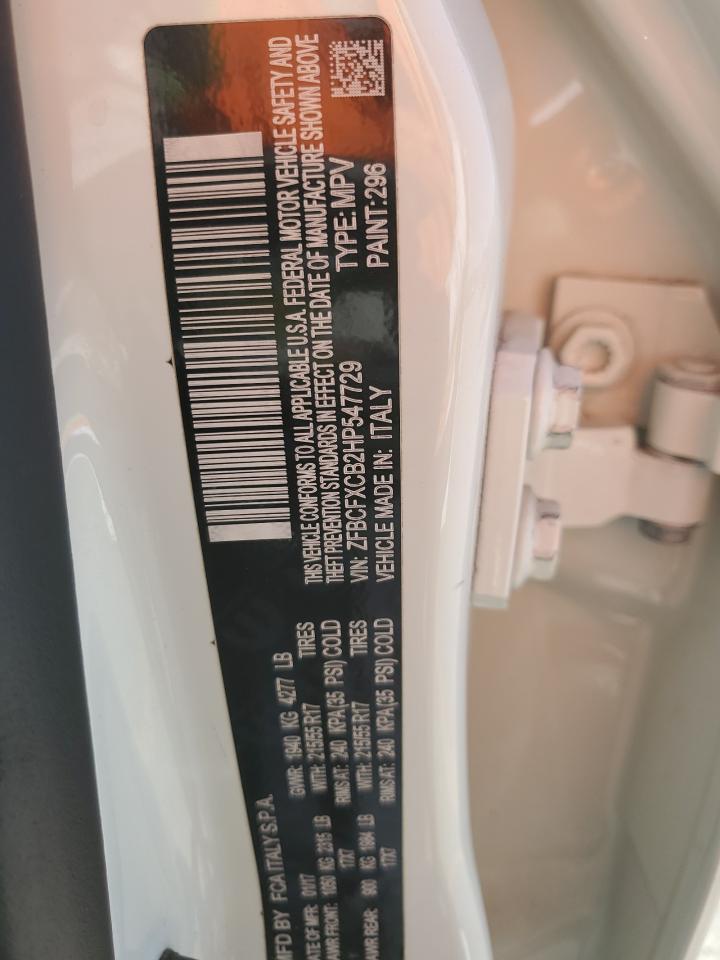 MFD BY FCA ITALY S.P.A.
DATE OF MFR: 01/17 GVWR: 1940 KG 4277 LB
GAWR FRONT: 1050 KG 2315 LB WITH: 215/55 R17 TIRES
17X7 RIMS AT: 240 KPA(35 PSI) COLD
GAWR REAR: 900 KG 1984 LB WITH: 215/55 R17 TIRES
17X7 RIMS AT: 240 KPA(35 PSI) COLD
THIS VEHICLE CONFORMS TO ALL APPLICABLE U.S.A. FEDERAL MOTOR VEHICLE SAFETY AND
THEFT PREVENTION STANDARDS IN EFFECT ON THE DATE OF MANUFACTURE SHOWN ABOVE
VIN: ZFBCFXCB2HP547729 TYPE: MPV
VEHICLE MADE IN: ITALY PAINT: 296